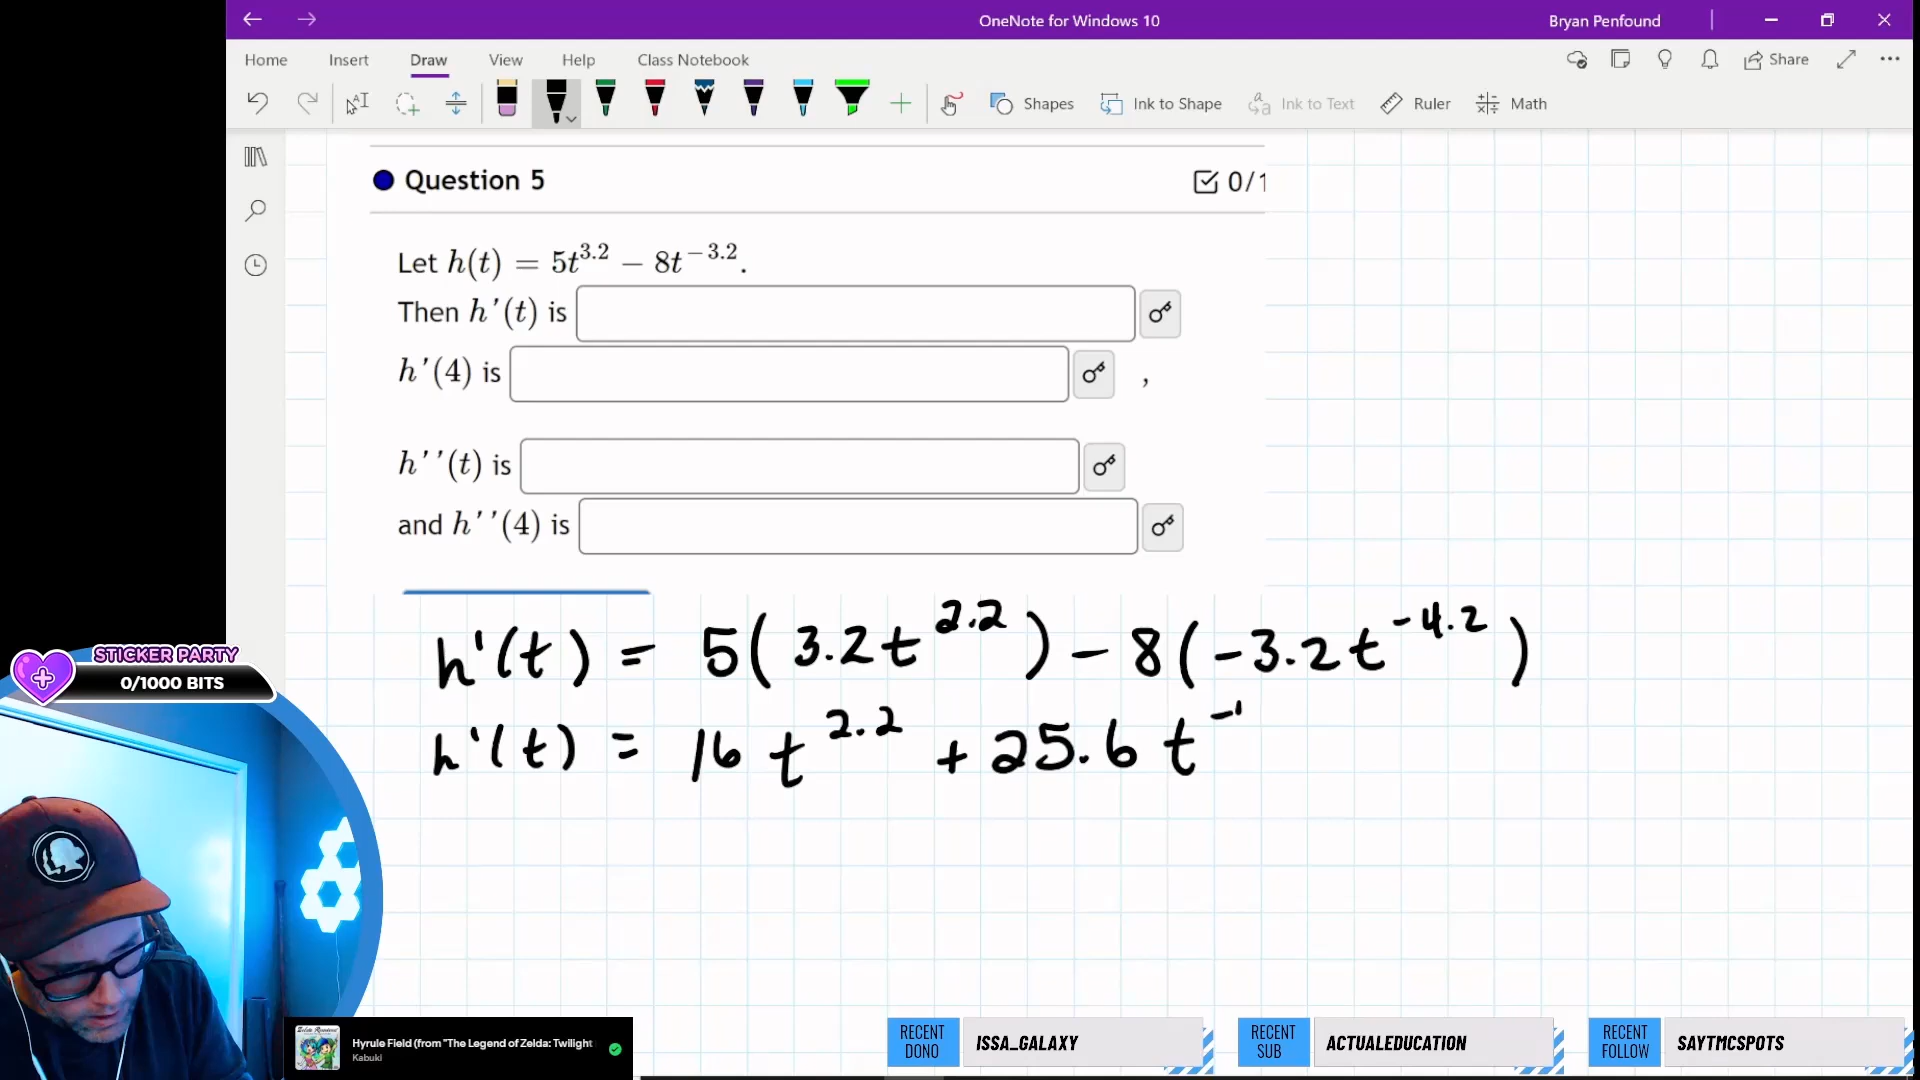 OneNote for Windows 10
Bryan Penfound
Home Insert Draw View Help Class Notebook Share
Shapes Ink to Shape Ink to Text Ruler Math
Question 5
0/1
Let h(t) = 5t^3.2 − 8t^−3.2.
Then h'(t) is
h'(4) is ,
h''(t) is
and h''(4) is
h'(t) = 5(3.2t^2.2) − 8(−3.2t^−4.2)
h'(t) = 16 t^2.2 + 25.6 t^-
STICKER PARTY
0/1000 BITS
Hyrule Field (from "The Legend of Zelda: Twilight
Kabuki
RECENT DONO
ISSA_GALAXY
RECENT SUB
ACTUALEDUCATION
RECENT FOLLOW
SAYTMCSPOTS